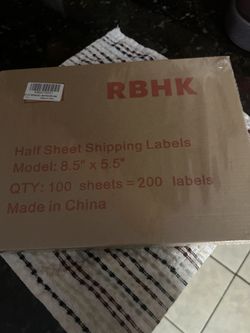 RBHK
Half Sheet Shipping Labels
Model: 8.5" x 5.5"
QTY: 100 sheets = 200 labels
Made in China